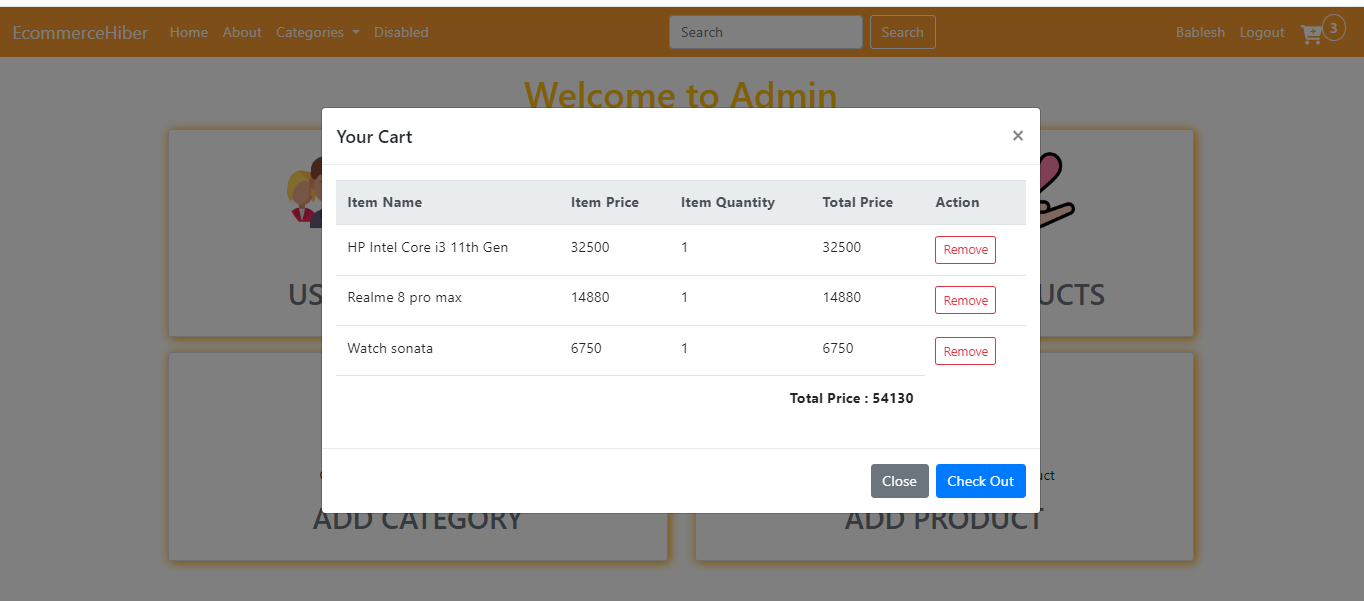 EcommerceHiber Home About Categories Disabled Search Search Bablesh Logout 3
Welcome to Admin
Your Cart ×
Item Name Item Price Item Quantity Total Price Action
HP Intel Core i3 11th Gen 32500 1 32500 Remove
Realme 8 pro max 14880 1 14880 Remove
Watch sonata 6750 1 6750 Remove
Total Price : 54130
Close Check Out
ADD CATEGORY ADD PRODUCT